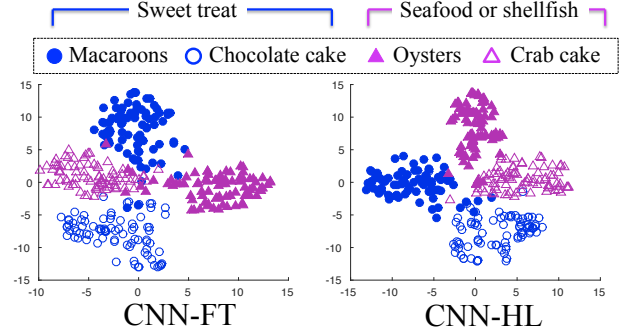 Sweet treat Seafood or shellfish
Macaroons Chocolate cake Oysters Crab cake
15 15
10 10
5 5
0 0
-5 -5
-10 -10
-15 -15
-10 -5 0 5 10 15 -15 -10 -5 0 5 10 15
CNN-FT CNN-HL